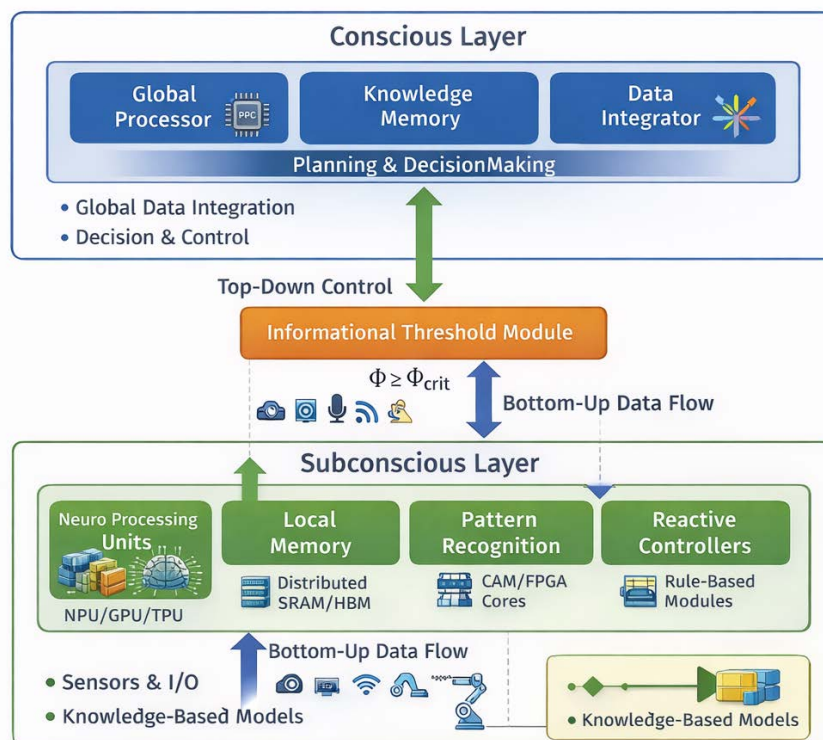 Conscious Layer
Global
Processor
PPC
Knowledge
Memory
Data
Integrator
Planning & DecisionMaking
• Global Data Integration
• Decision & Control
Top-Down Control
Informational Threshold Module
Φ ≥ Φcrit
Bottom-Up Data Flow
Subconscious Layer
Neuro Processing
Units
NPU/GPU/TPU
Local
Memory
Distributed
SRAM/HBM
Pattern
Recognition
CAM/FPGA
Cores
Reactive
Controllers
Rule-Based
Modules
Bottom-Up Data Flow
• Sensors & I/O
• Knowledge-Based Models
• Knowledge-Based Models